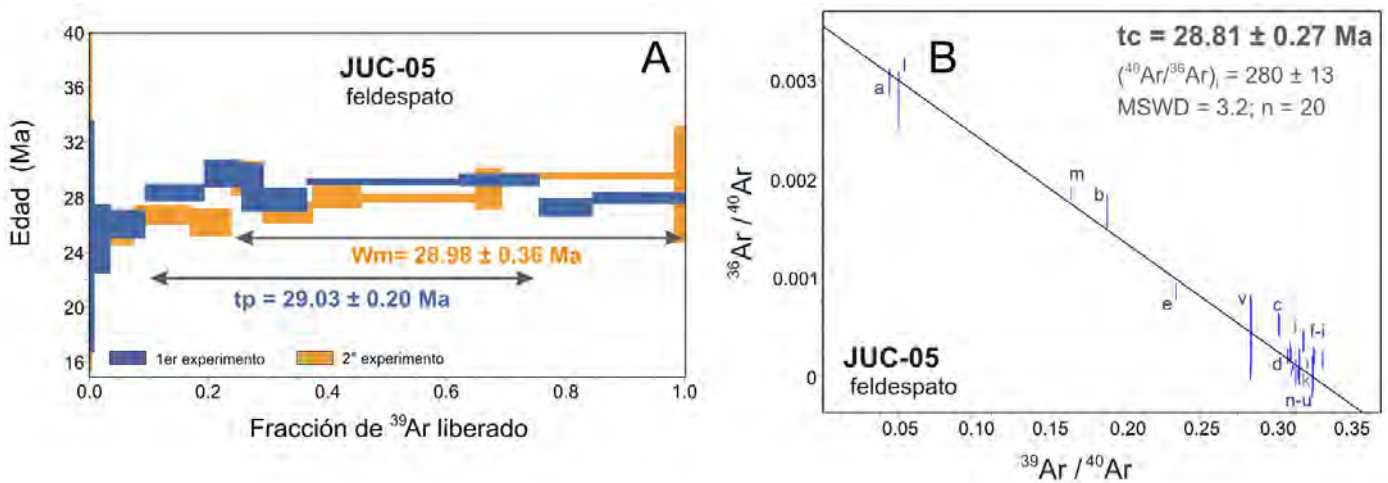 A
JUC-05
feldespato
Edad (Ma)
40
36
32
28
24
20
16
Wm= 28.98 ± 0.36 Ma
tp = 29.03 ± 0.20 Ma
1er experimento
2° experimento
0.0
0.2
0.4
0.6
0.8
1.0
Fracción de ³⁹Ar liberado
B
tc = 28.81 ± 0.27 Ma
(⁴⁰Ar/³⁶Ar)ᵢ = 280 ± 13
MSWD = 3.2; n = 20
³⁶Ar / ⁴⁰Ar
0.003
0.002
0.001
0
a
l
m
b
e
v
c
j
f-i
d
k
n-u
JUC-05
feldespato
0.05
0.10
0.15
0.20
0.25
0.30
0.35
³⁹Ar / ⁴⁰Ar